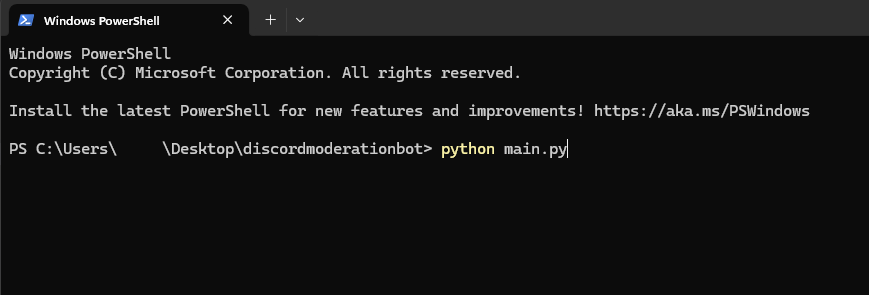 Windows PowerShell
Windows PowerShell
Copyright (C) Microsoft Corporation. All rights reserved.
Install the latest PowerShell for new features and improvements! https://aka.ms/PSWindows
PS C:\Users\     \Desktop\discordmoderationbot> python main.py